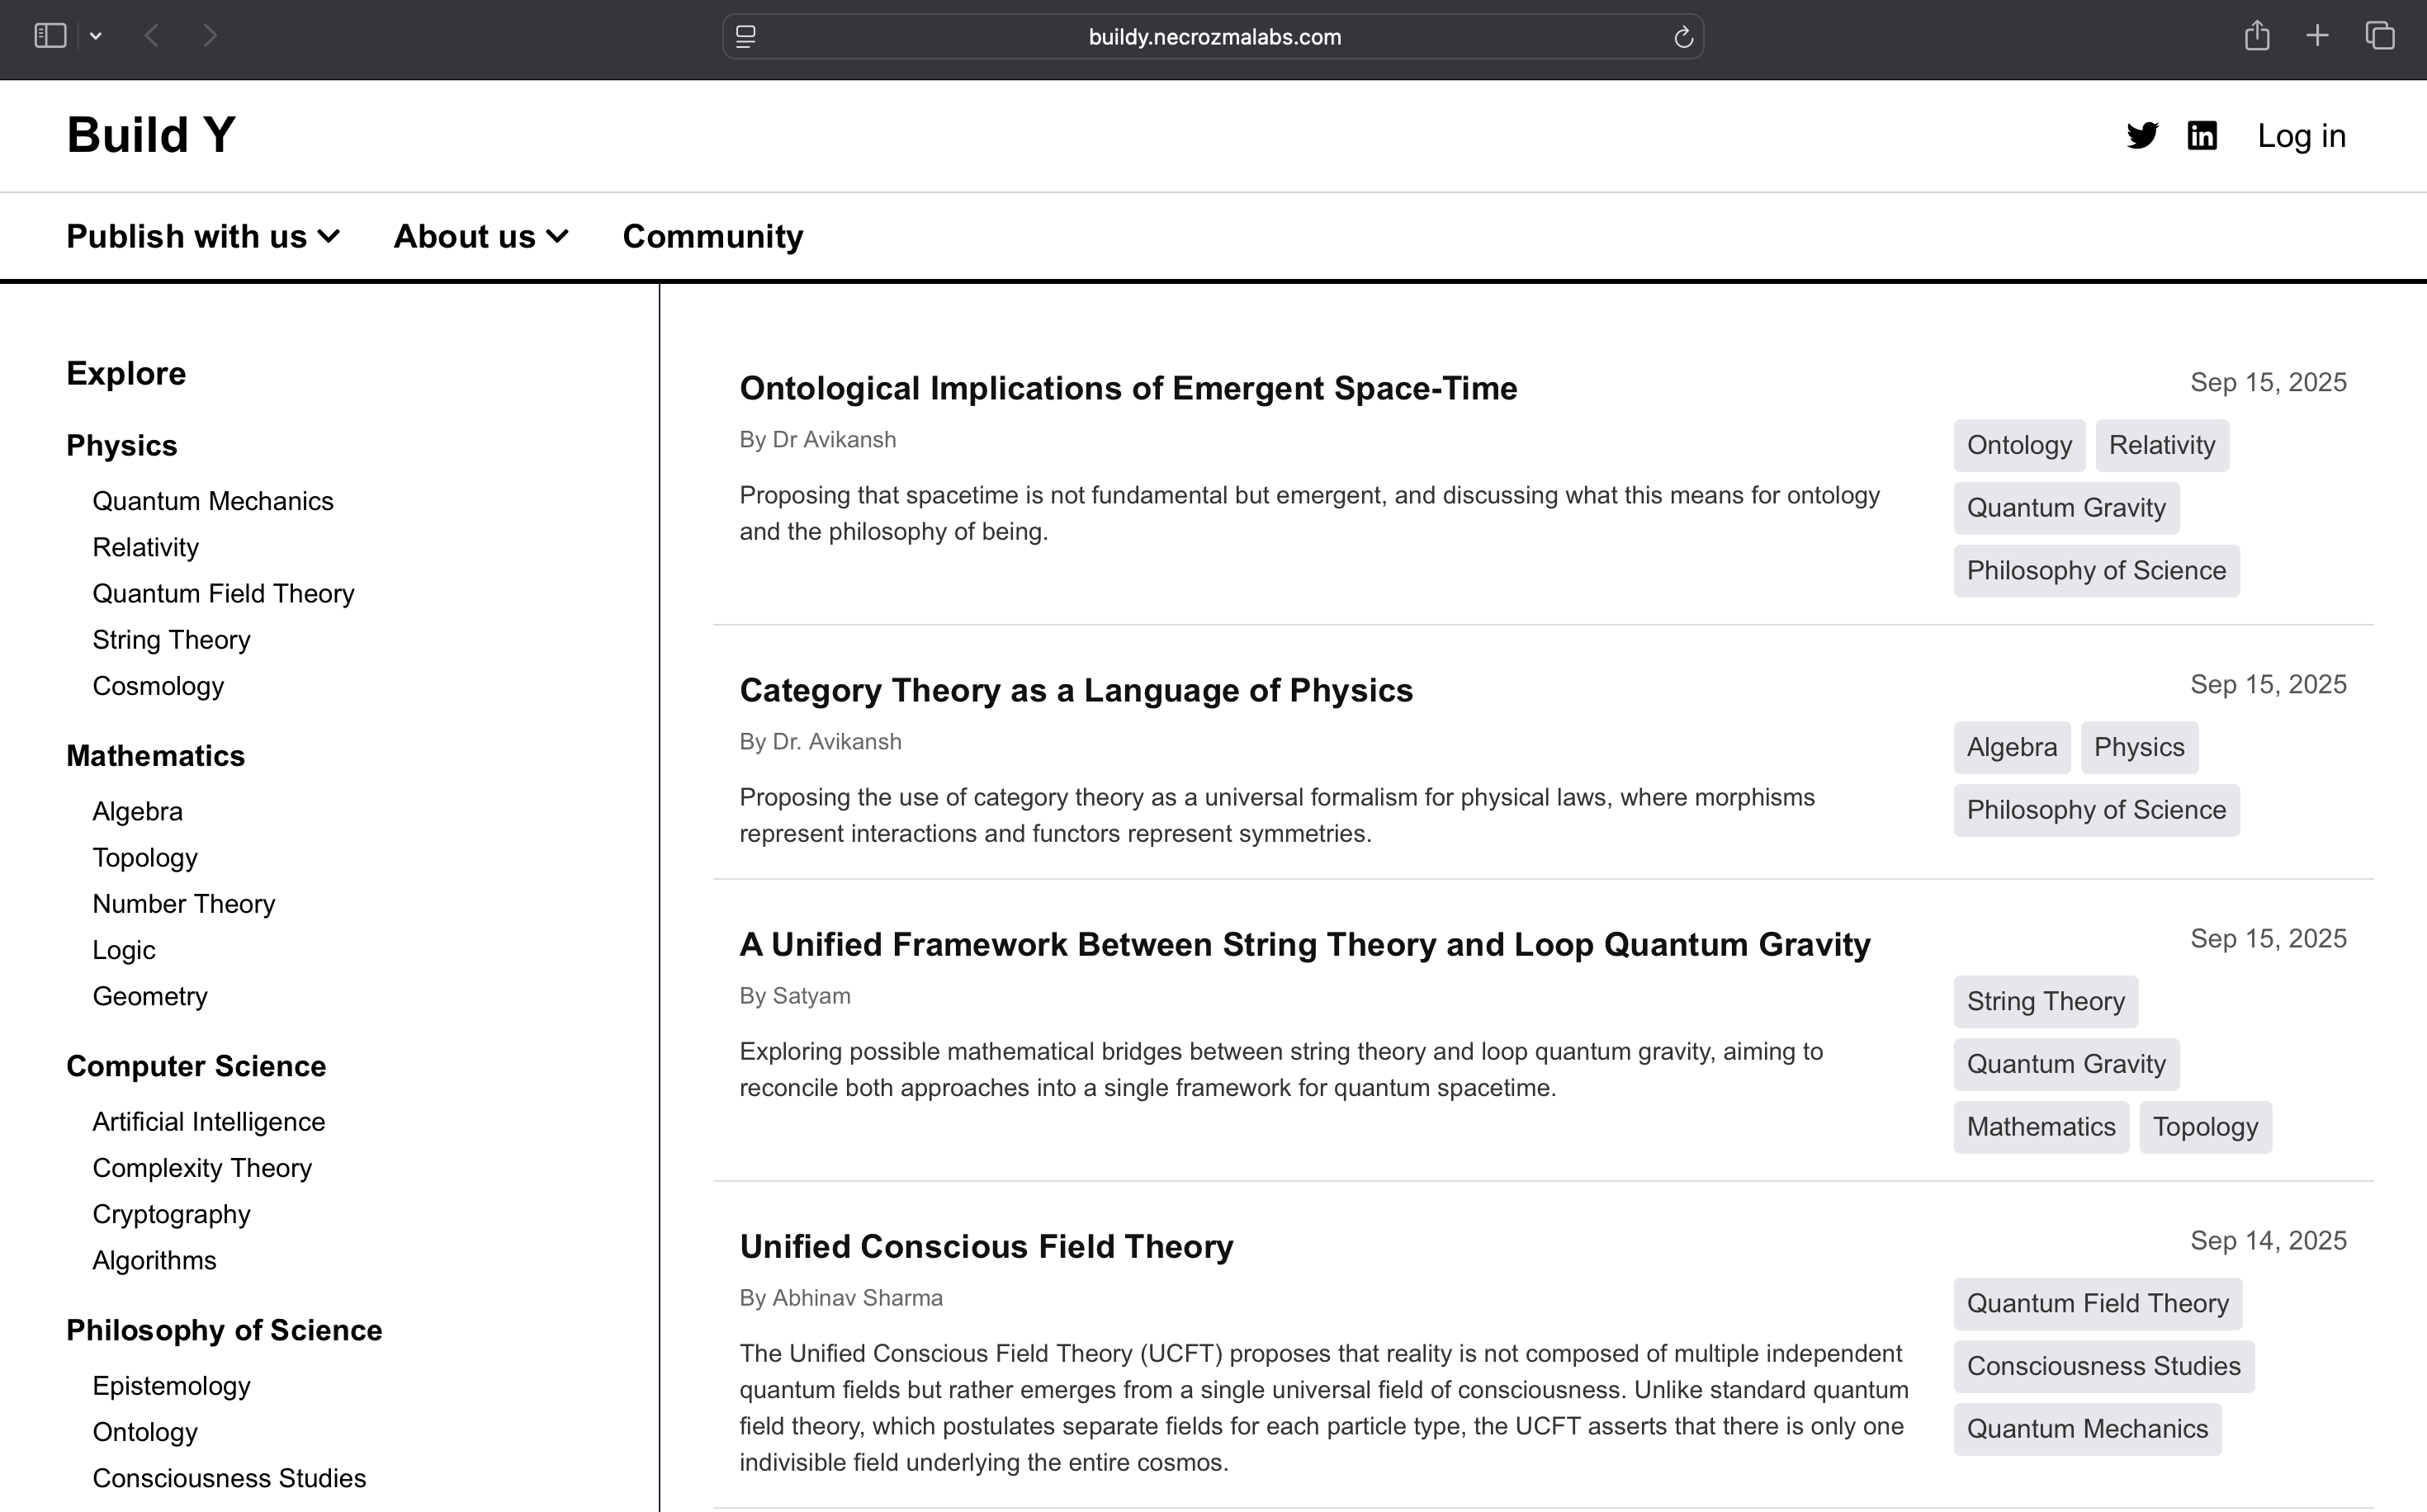 buildy.necrozmalabs.com
Build Y
Log in
Publish with us
About us
Community
Explore
Physics
Quantum Mechanics
Relativity
Quantum Field Theory
String Theory
Cosmology
Mathematics
Algebra
Topology
Number Theory
Logic
Geometry
Computer Science
Artificial Intelligence
Complexity Theory
Cryptography
Algorithms
Philosophy of Science
Epistemology
Ontology
Consciousness Studies
Ontological Implications of Emergent Space-Time
By Dr Avikansh
Proposing that spacetime is not fundamental but emergent, and discussing what this means for ontology
and the philosophy of being.
Sep 15, 2025
Ontology
Relativity
Quantum Gravity
Philosophy of Science
Category Theory as a Language of Physics
By Dr. Avikansh
Proposing the use of category theory as a universal formalism for physical laws, where morphisms
represent interactions and functors represent symmetries.
Sep 15, 2025
Algebra
Physics
Philosophy of Science
A Unified Framework Between String Theory and Loop Quantum Gravity
By Satyam
Exploring possible mathematical bridges between string theory and loop quantum gravity, aiming to
reconcile both approaches into a single framework for quantum spacetime.
Sep 15, 2025
String Theory
Quantum Gravity
Mathematics
Topology
Unified Conscious Field Theory
By Abhinav Sharma
The Unified Conscious Field Theory (UCFT) proposes that reality is not composed of multiple independent
quantum fields but rather emerges from a single universal field of consciousness. Unlike standard quantum
field theory, which postulates separate fields for each particle type, the UCFT asserts that there is only one
indivisible field underlying the entire cosmos.
Sep 14, 2025
Quantum Field Theory
Consciousness Studies
Quantum Mechanics